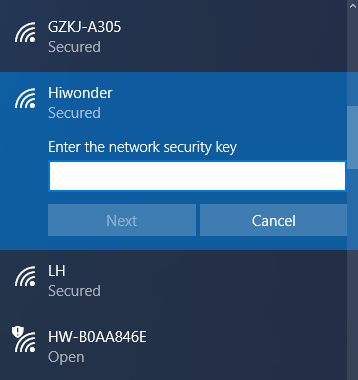 GZKJ-A305
Secured
Hiwonder
Secured
Enter the network security key
Next
Cancel
LH
Secured
HW-B0AA846E
Open